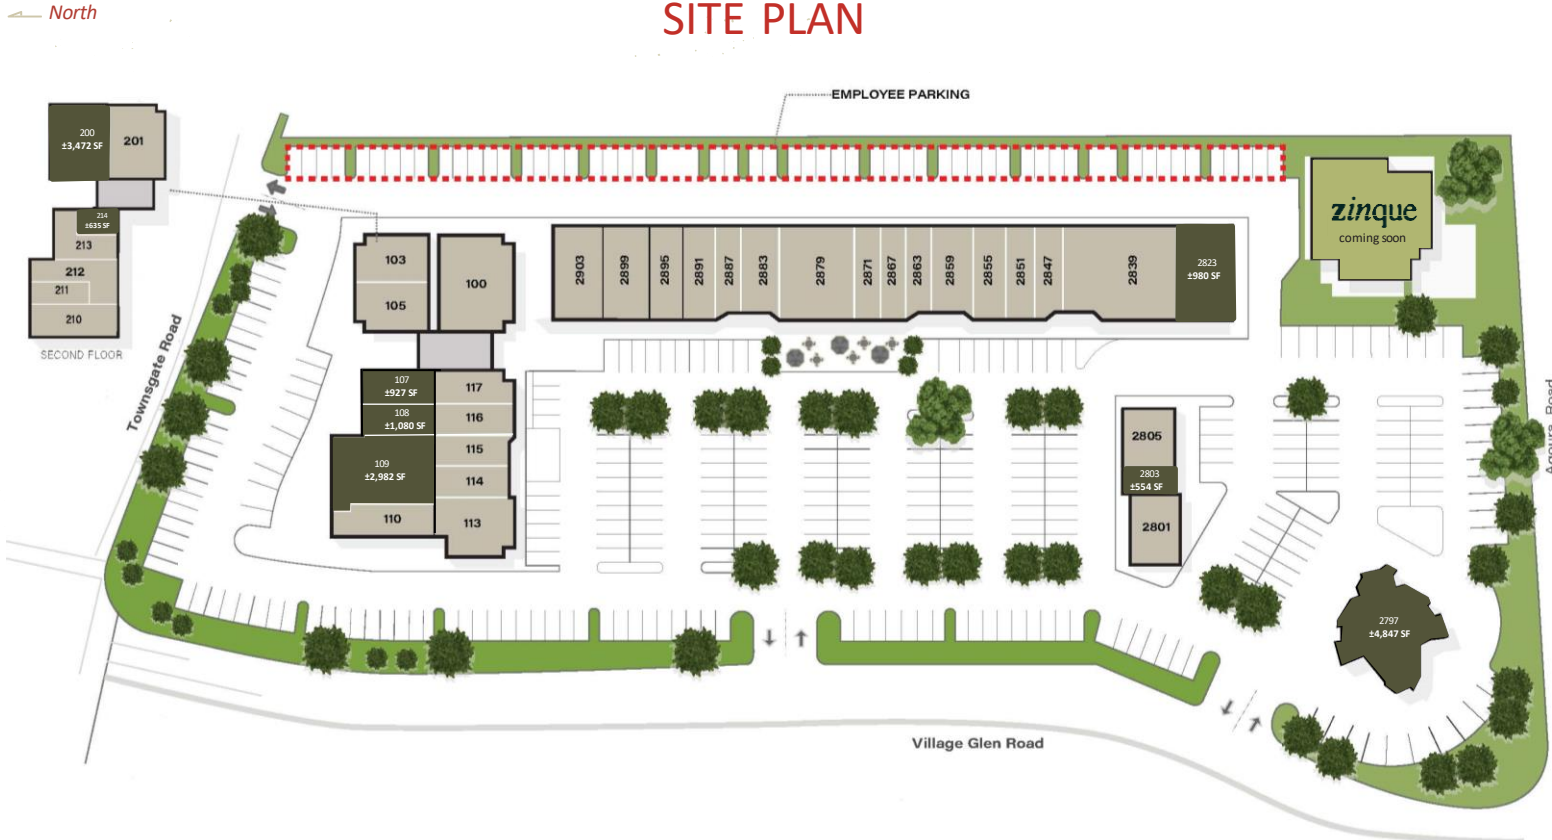 North
SITE PLAN
EMPLOYEE PARKING
200
±3,472 SF
201
214
±635 SF
213
212
211
210
SECOND FLOOR
Townsgate Road
103
105
100
107
±927 SF
108
±1,080 SF
109
±2,982 SF
110
117
116
115
114
113
2903
2899
2895
2891
2887
2883
2879
2871
2867
2863
2859
2855
2851
2847
2839
2823
±980 SF
zinque
coming soon
2805
2803
±554 SF
2801
2797
±4,847 SF
Agoura Road
Village Glen Road